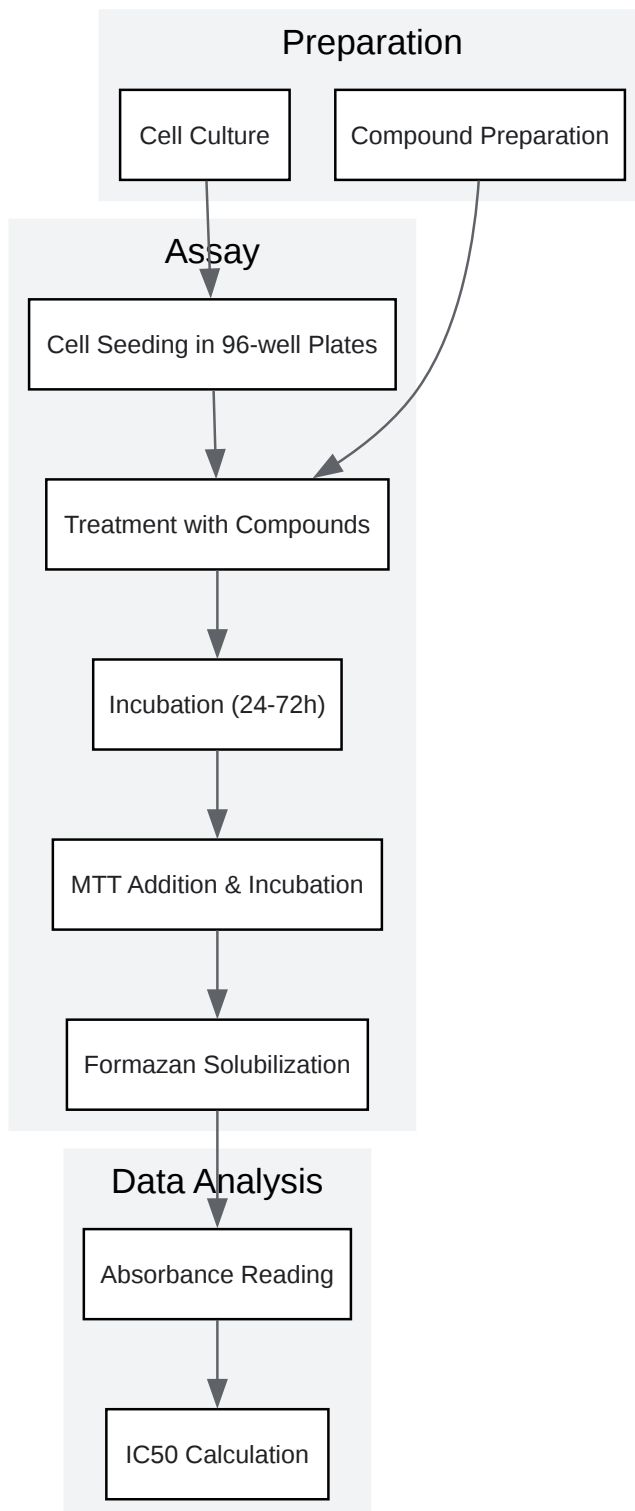 Preparation
Cell Culture
Compound Preparation
Assay
Cell Seeding in 96-well Plates
Treatment with Compounds
Incubation (24-72h)
MTT Addition & Incubation
Formazan Solubilization
Data Analysis
Absorbance Reading
IC50 Calculation